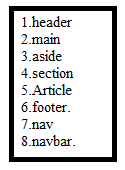 1.header
2.main
3.aside
4.section
5.Article
6.footer.
7.nav
8.navbar.